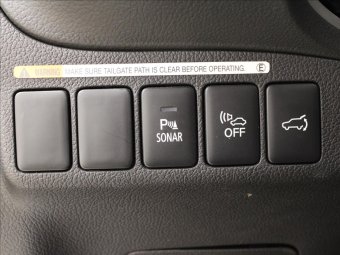 WARNING MAKE SURE TAILGATE PATH IS CLEAR BEFORE OPERATING. E
P
SONAR
OFF